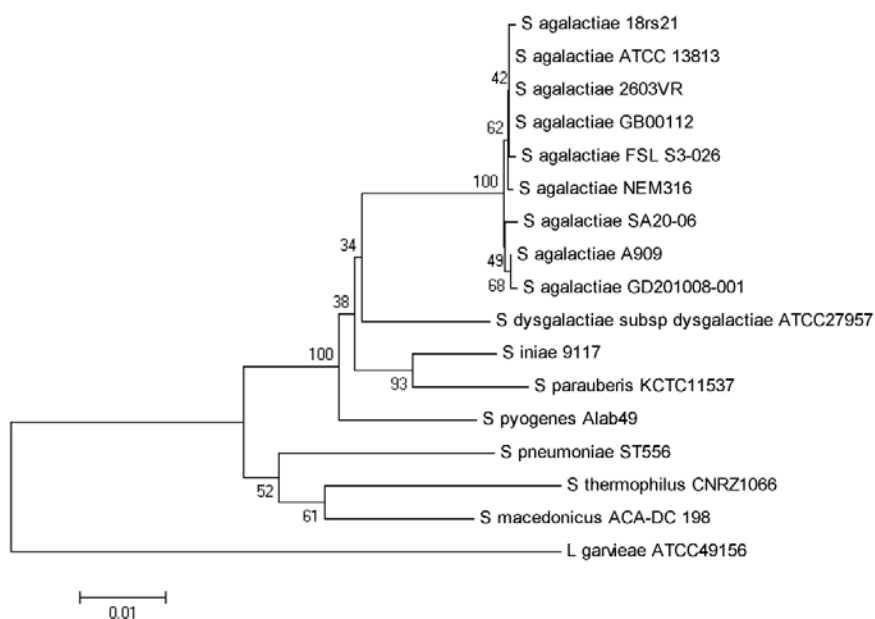 S agalactiae 18rs21
S agalactiae ATCC 13813
42
S agalactiae 2603VR
S agalactiae GB00112
62
S agalactiae FSL S3-026
100
S agalactiae NEM316
S agalactiae SA20-06
34
S agalactiae A909
49
68
S agalactiae GD201008-001
38
S dysgalactiae subsp dysgalactiae ATCC27957
100
S iniae 9117
93
S parauberis KCTC11537
S pyogenes Alab49
S pneumoniae ST556
52
S thermophilus CNRZ1066
61
S macedonicus ACA-DC 198
L garvieae ATCC49156
0.01